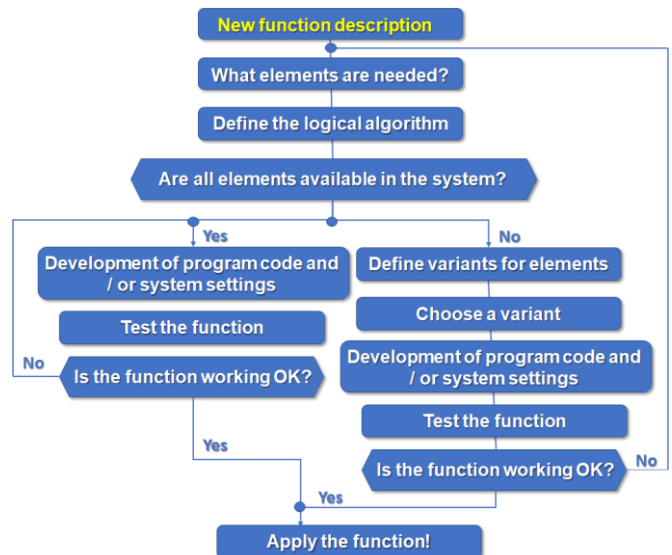 New function description
What elements are needed?
Define the logical algorithm
Are all elements available in the system?
Yes
No
Development of program code and
/ or system settings
Test the function
No
Is the function working OK?
Yes
Define variants for elements
Choose a variant
Development of program code and
/ or system settings
Test the function
Is the function working OK?
No
Yes
Apply the function!